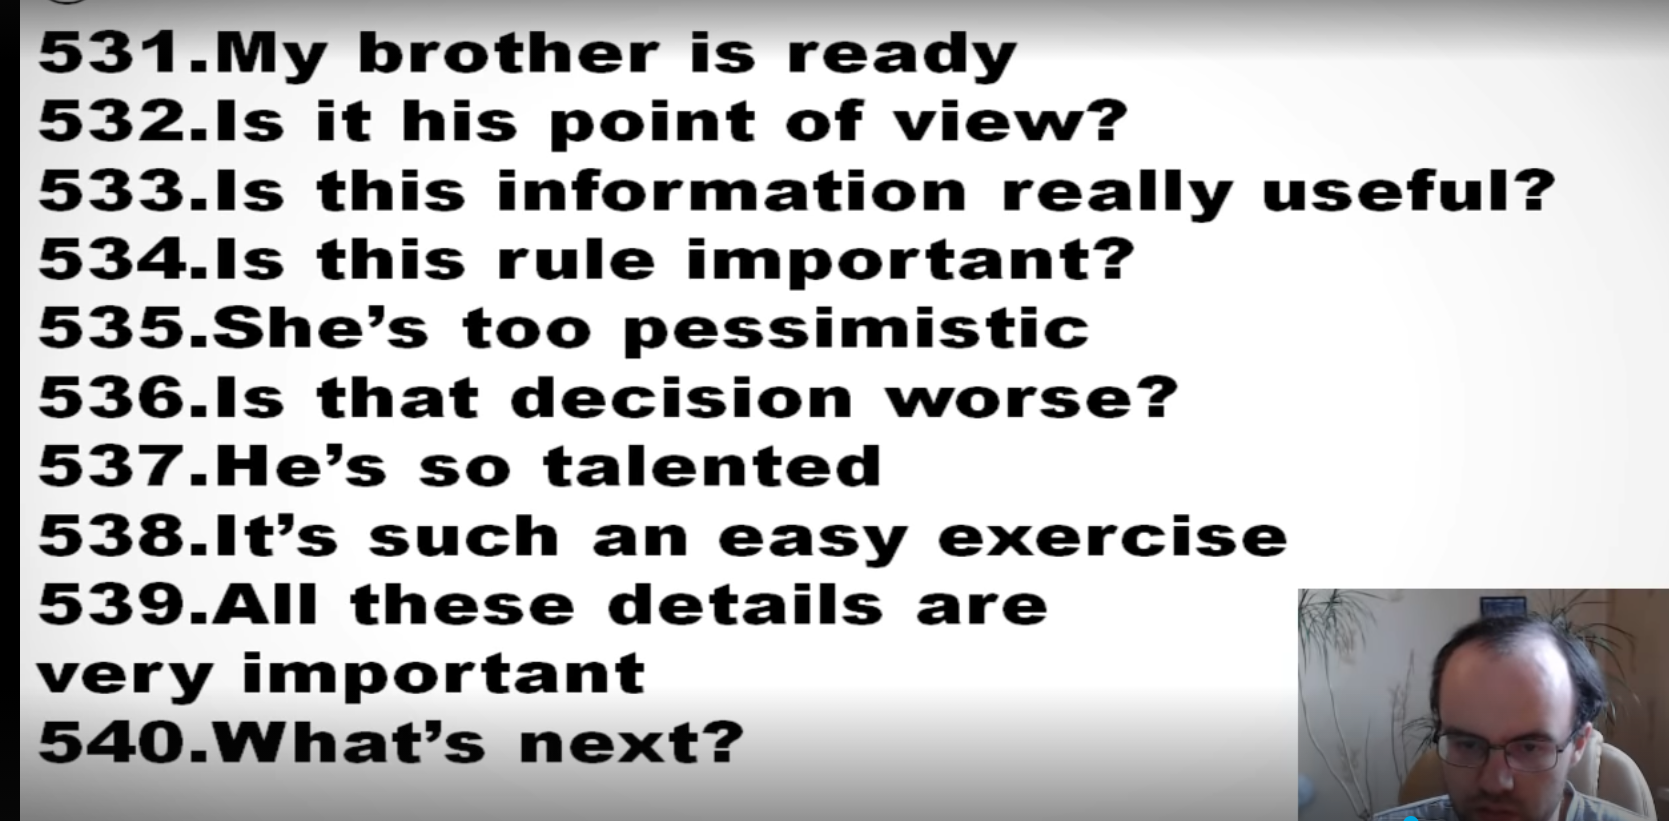 531.My brother is ready
532.Is it his point of view?
533.Is this information really useful?
534.Is this rule important?
535.She’s too pessimistic
536.Is that decision worse?
537.He’s so talented
538.It’s such an easy exercise
539.All these details are
very important
540.What’s next?